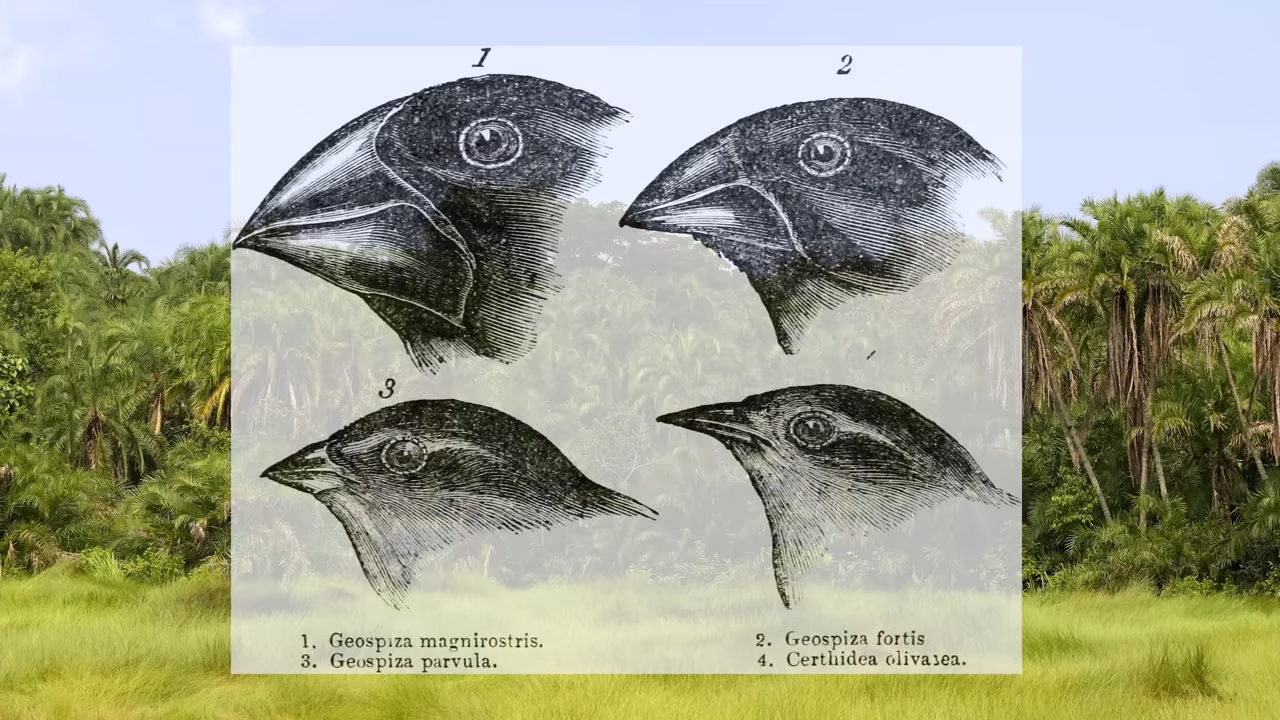 1
2
3
1. Geospiza magnirostris.
2. Geospiza fortis
3. Geospiza parvula.
4. Certhidea olivasea.